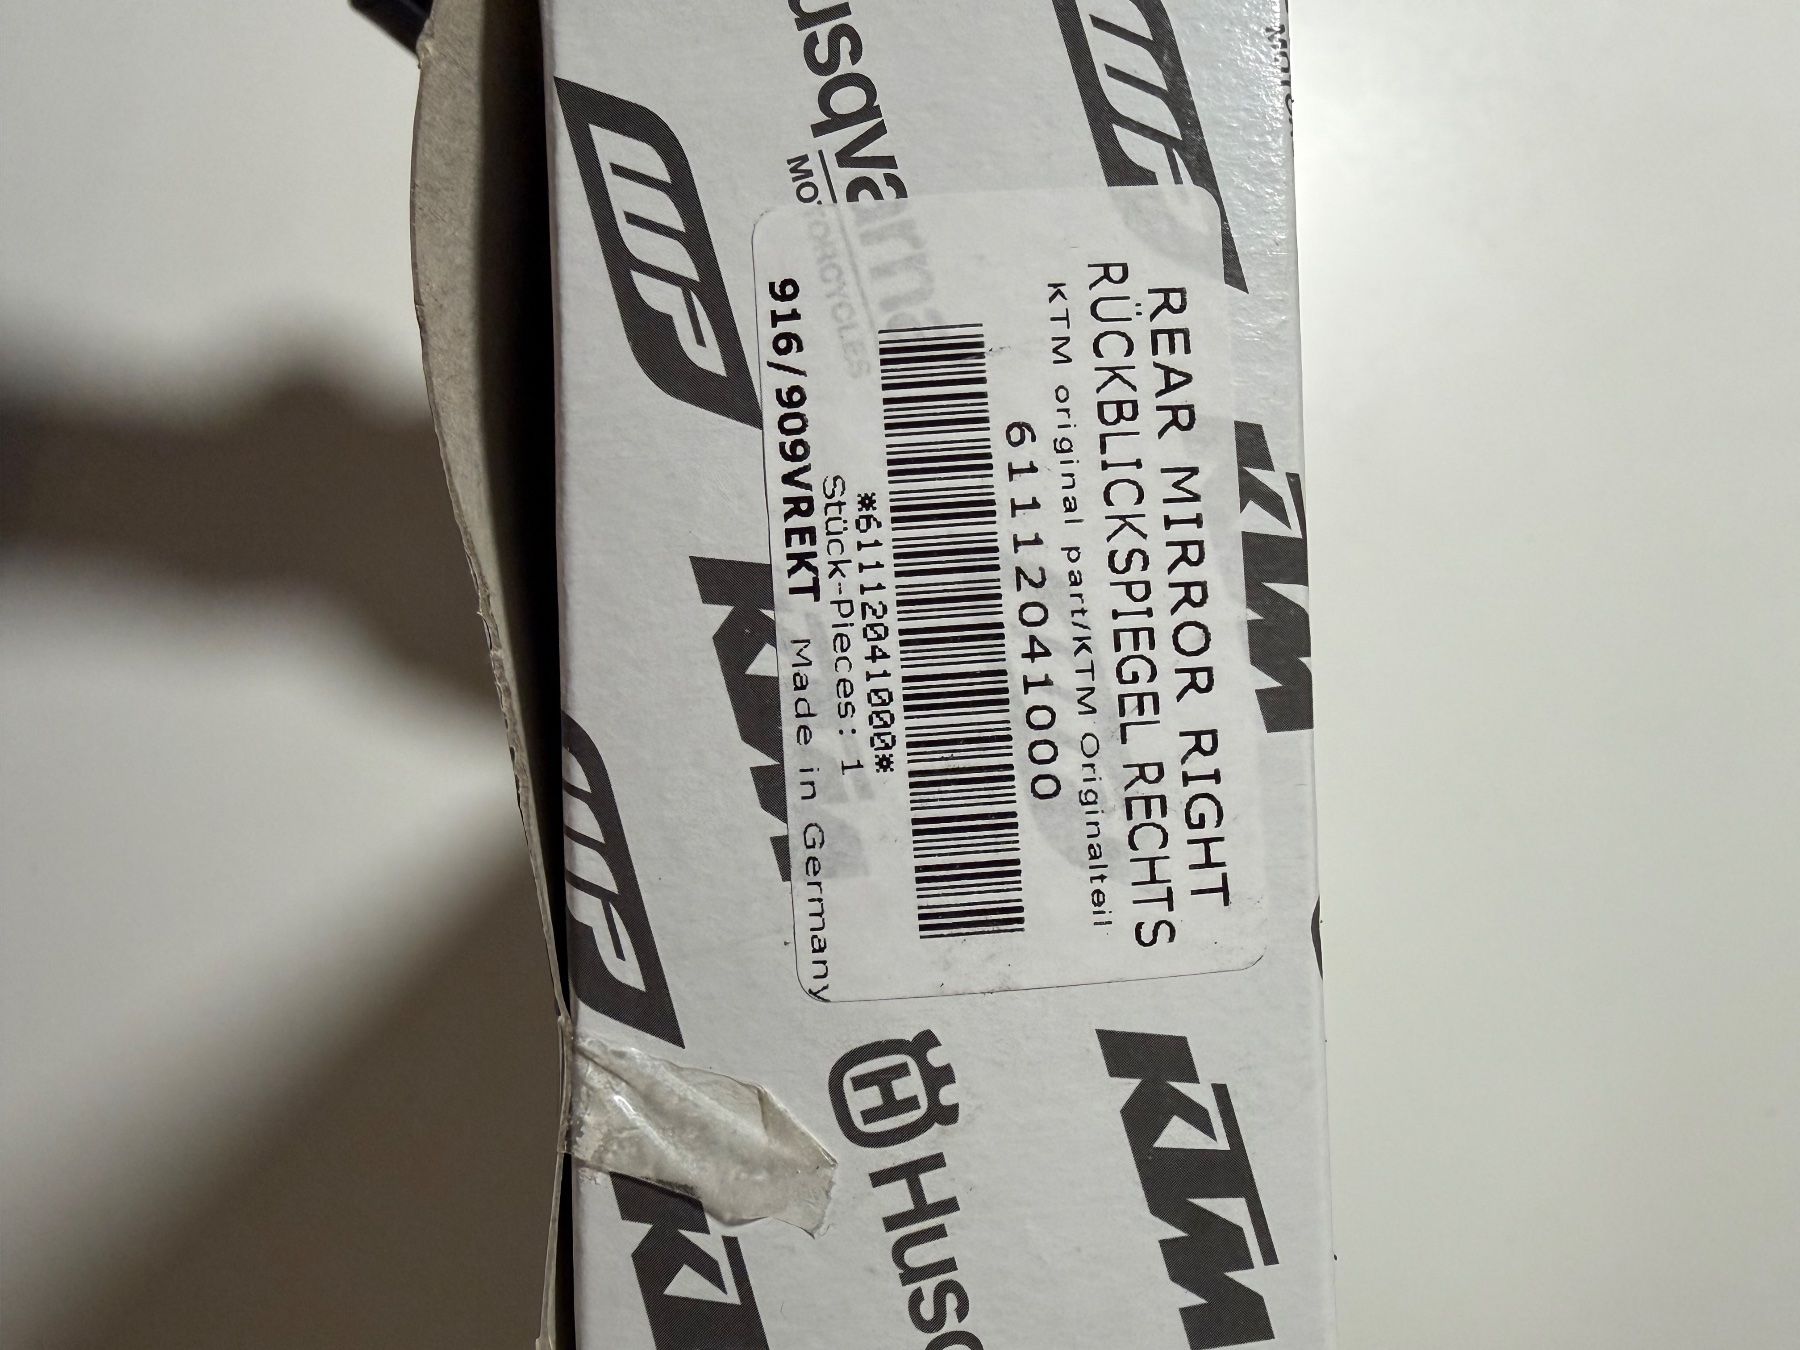 REAR MIRROR RIGHT
RÜCKBLICKSPIEGEL RECHTS
KTM original part/KTM Originalteil
61112041000
*61112041000*
Stück-Pieces: 1
916/909VREKT Made in Germany
KTM
WP
KTM
WP
MOTORCYCLES
KTM